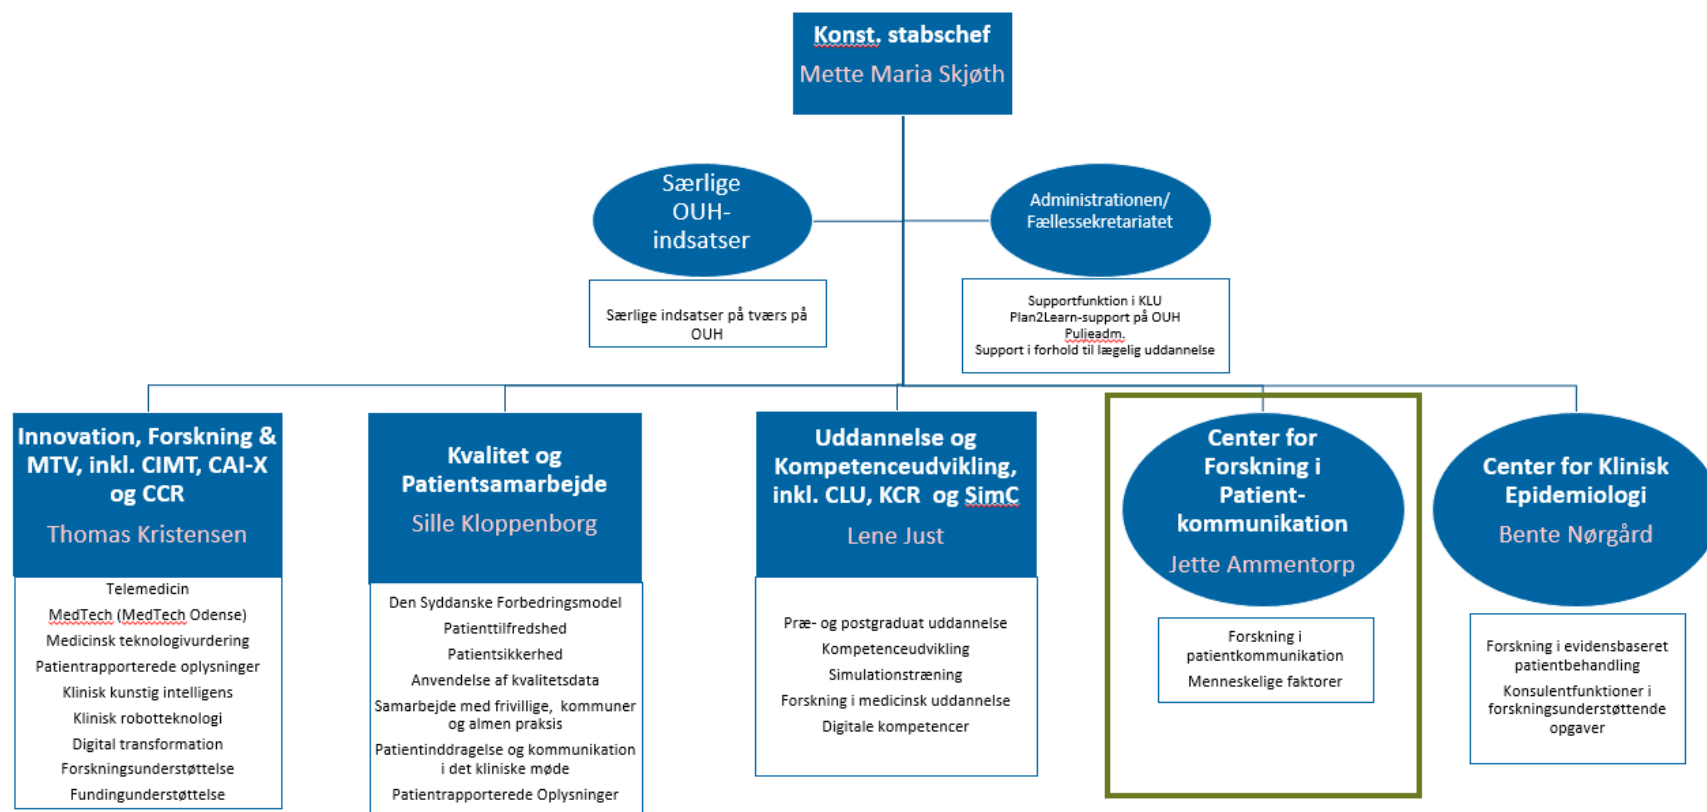 Konst. stabschef
Mette Maria Skjøth
Særlige
OUH-
indsatser
Administrationen/
Fællessekretariatet
Særlige indsatser på tværs på
OUH
Supportfunktion i KLU
Plan2Learn-support på OUH
Puljeadm.
Support i forhold til lægelig uddannelse
Innovation, Forskning &
MTV, inkl. CIMT, CAI-X
og CCR
Thomas Kristensen
Telemedicin
MedTech (MedTech Odense)
Medicinsk teknologivurdering
Patientrapporterede oplysninger
Klinisk kunstig intelligens
Klinisk robotteknologi
Digital transformation
Forskningsunderstøttelse
Fundingunderstøttelse
Kvalitet og
Patientsamarbejde
Sille Kloppenborg
Den Syddanske Forbedringsmodel
Patienttilfredshed
Patientsikkerhed
Anvendelse af kvalitetsdata
Samarbejde med frivillige, kommuner
og almen praksis
Patientinddragelse og kommunikation
i det kliniske møde
Patientrapporterede Oplysninger
Uddannelse og
Kompetenceudvikling,
inkl. CLU, KCR og SimC
Lene Just
Præ- og postgraduat uddannelse
Kompetenceudvikling
Simulationstræning
Forskning i medicinsk uddannelse
Digitale kompetencer
Center for
Forskning i
Patient-
kommunikation
Jette Ammentorp
Forskning i
patientkommunikation
Menneskelige faktorer
Center for Klinisk
Epidemiologi
Bente Nørgård
Forskning i evidensbaseret
patientbehandling
Konsulentfunktioner i
forskningsunderstøttende
opgaver